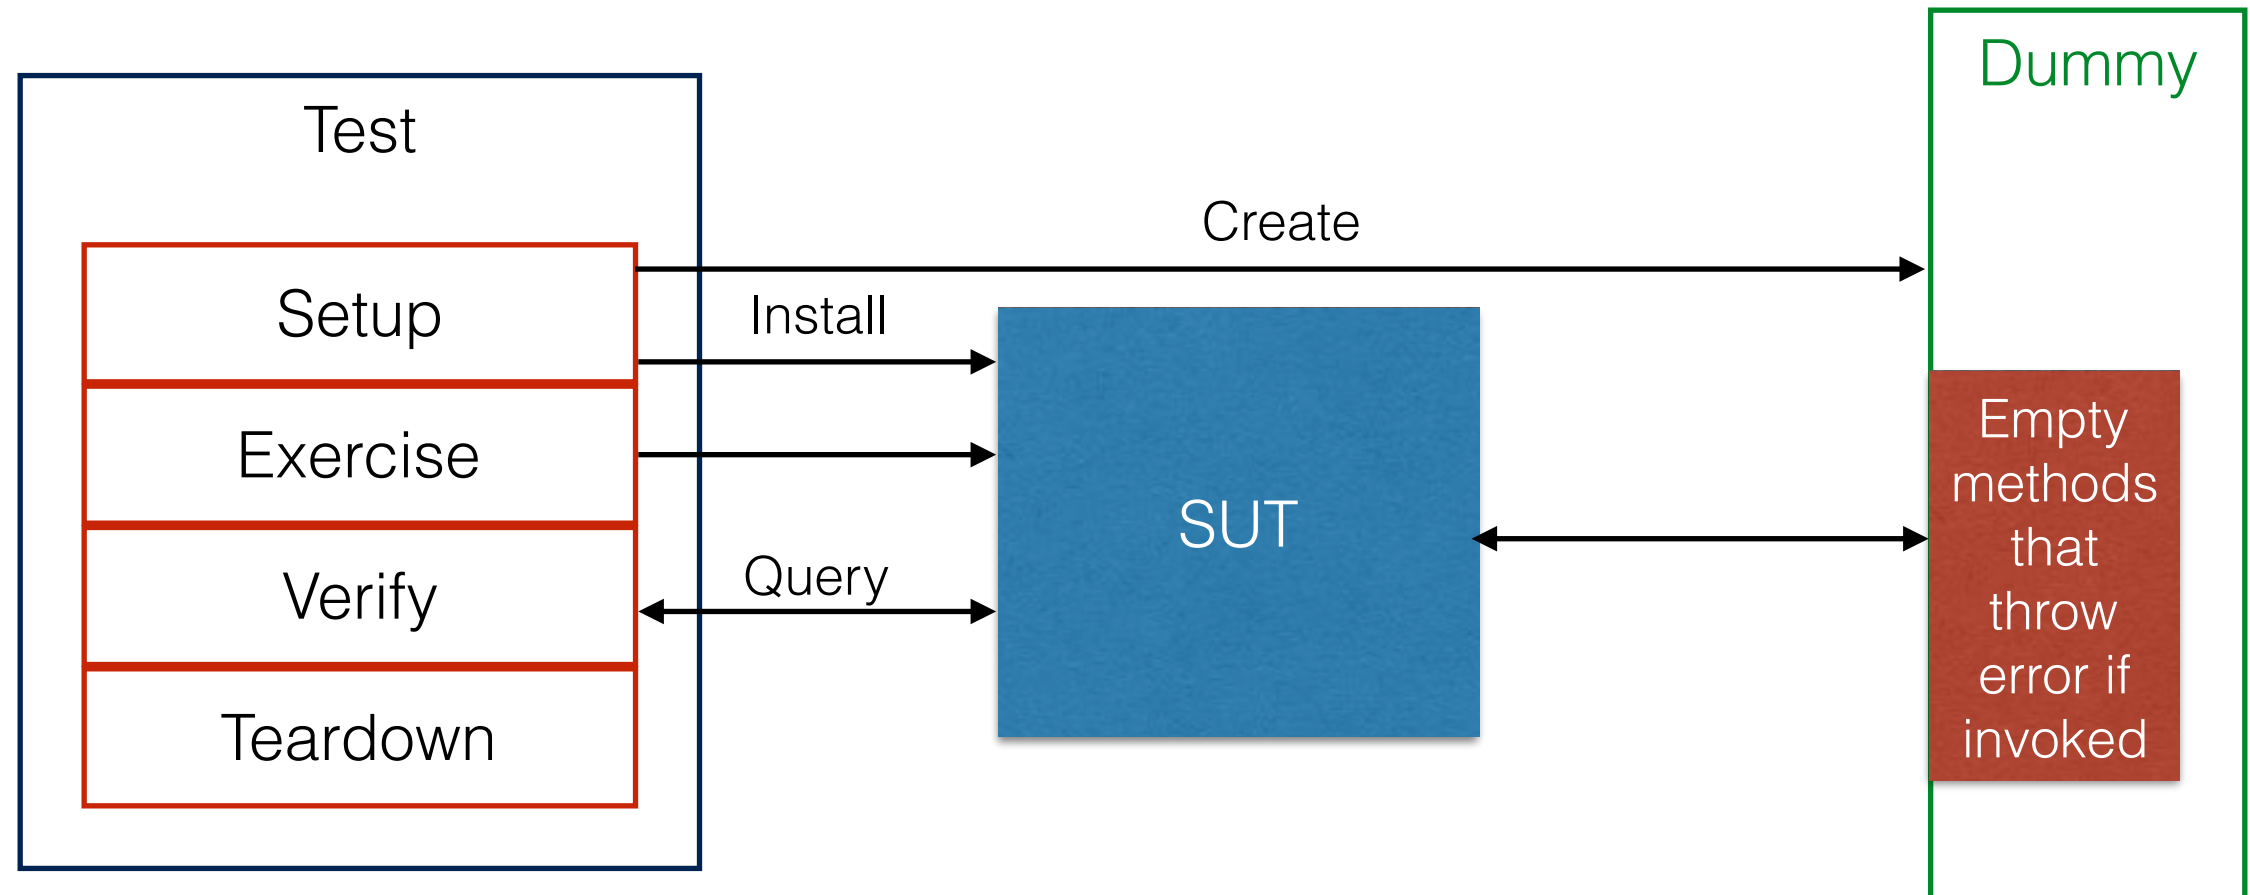 Dummy
Test
Create
Setup
Install
Exercise
SUT
Verify
Query
Teardown
Empty
methods
that
throw
error if
invoked